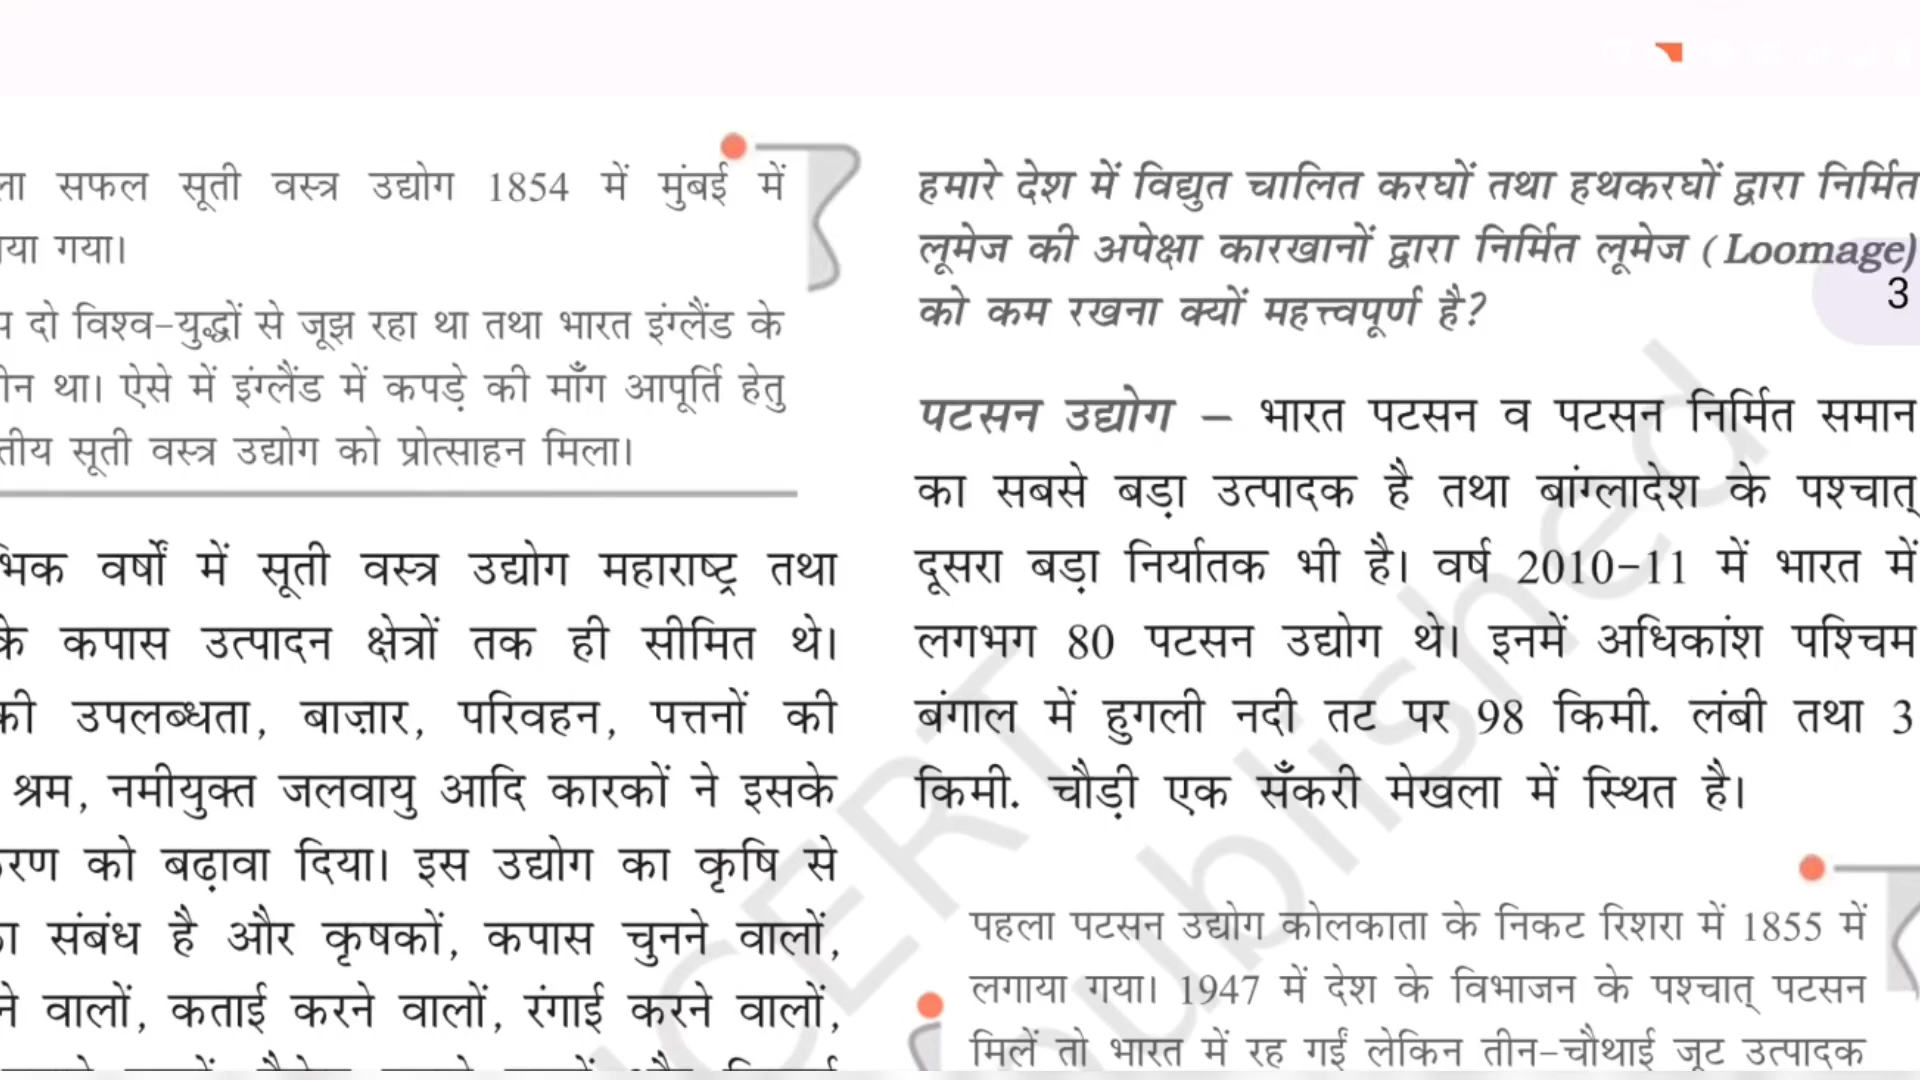 सफल सूती वस्त्र उद्योग 1854 में मुंबई में
गया।
दो विश्व-युद्धों से जूझ रहा था तथा भारत इंग्लैंड के
था। ऐसे में इंग्लैंड में कपड़े की माँग आपूर्ति हेतु
सूती वस्त्र उद्योग को प्रोत्साहन मिला।
वर्षों में सूती वस्त्र उद्योग महाराष्ट्र तथा
के कपास उत्पादन क्षेत्रों तक ही सीमित थे।
की उपलब्धता, बाज़ार, परिवहन, पत्तनों की
श्रम, नमीयुक्त जलवायु आदि कारकों ने इसके
को बढ़ावा दिया। इस उद्योग का कृषि से
संबंध है और कृषकों, कपास चुनने वालों,
वालों, कताई करने वालों, रंगाई करने वालों,
हमारे देश में विद्युत चालित करघों तथा हथकरघों द्वारा निर्मित
लूमेज की अपेक्षा कारखानों द्वारा निर्मित लूमेज (Loomage)
को कम रखना क्यों महत्त्वपूर्ण है?
3
पटसन उद्योग – भारत पटसन व पटसन निर्मित समान
का सबसे बड़ा उत्पादक है तथा बांग्लादेश के पश्चात्
दूसरा बड़ा निर्यातक भी है। वर्ष 2010-11 में भारत में
लगभग 80 पटसन उद्योग थे। इनमें अधिकांश पश्चिम
बंगाल में हुगली नदी तट पर 98 किमी. लंबी तथा 3
किमी. चौड़ी एक सँकरी मेखला में स्थित है।
पहला पटसन उद्योग कोलकाता के निकट रिशरा में 1855 में
लगाया गया। 1947 में देश के विभाजन के पश्चात् पटसन
मिलें तो भारत में रह गईं लेकिन तीन-चौथाई जूट उत्पादक